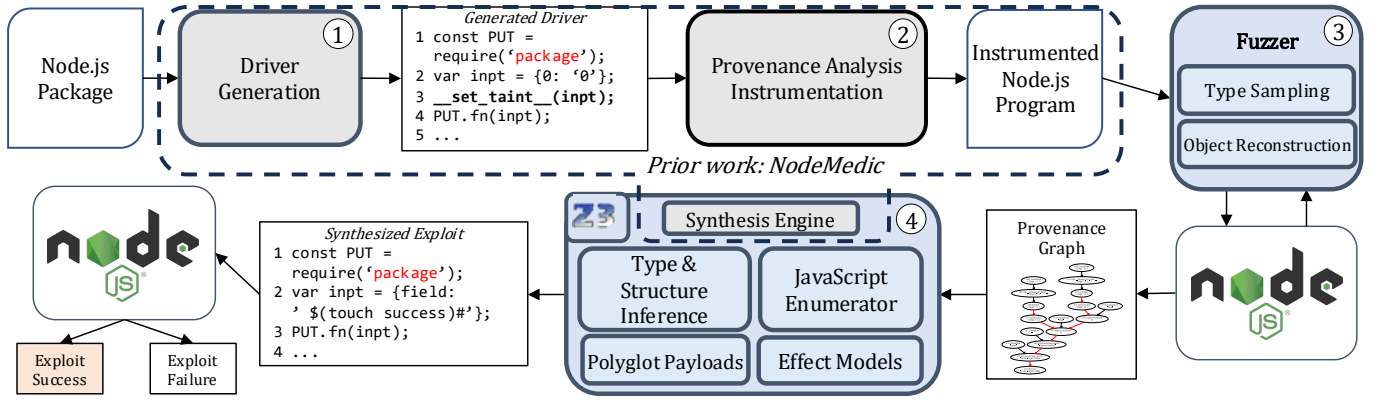 Node.js
Package
1
Driver
Generation
Generated Driver
1 const PUT =
require(‘package’);
2 var inpt = {0: ‘0’};
3 __set_taint__(inpt);
4 PUT.fn(inpt);
5 ...
2
Provenance Analysis
Instrumentation
Instrumented
Node.js
Program
3
Fuzzer
Type Sampling
Object Reconstruction
Prior work: NodeMedic
node
JS®
Exploit
Success
Exploit
Failure
Synthesized Exploit
1 const PUT =
require(‘package’);
2 var inpt = {field:
’ $(touch success)#’};
3 PUT.fn(inpt);
4 ...
Z3
Synthesis Engine
4
Type &
Structure
Inference
JavaScript
Enumerator
Polyglot Payloads
Effect Models
Provenance
Graph
node
JS®